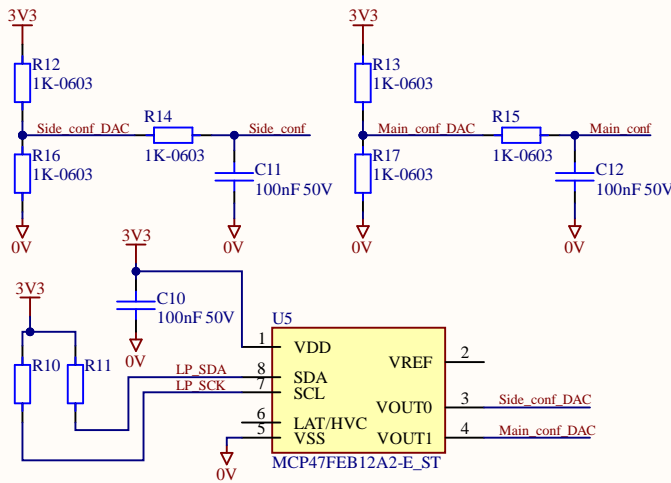 3V3
R12
1K-0603
Side_conf_DAC
R14
1K-0603
Side_conf
R16
1K-0603
C11
100nF 50V
0V
0V
3V3
R13
1K-0603
Main_conf_DAC
R15
1K-0603
Main_conf
R17
1K-0603
C12
100nF 50V
0V
0V
3V3
C10
100nF 50V
0V
3V3
R10
R11
LP_SDA
LP_SCK
U5
1
VDD
8
SDA
7
SCL
6
LAT/HVC
5
VSS
VREF
2
VOUT0
3
Side_conf_DAC
VOUT1
4
Main_conf_DAC
0V
MCP47FEB12A2-E_ST